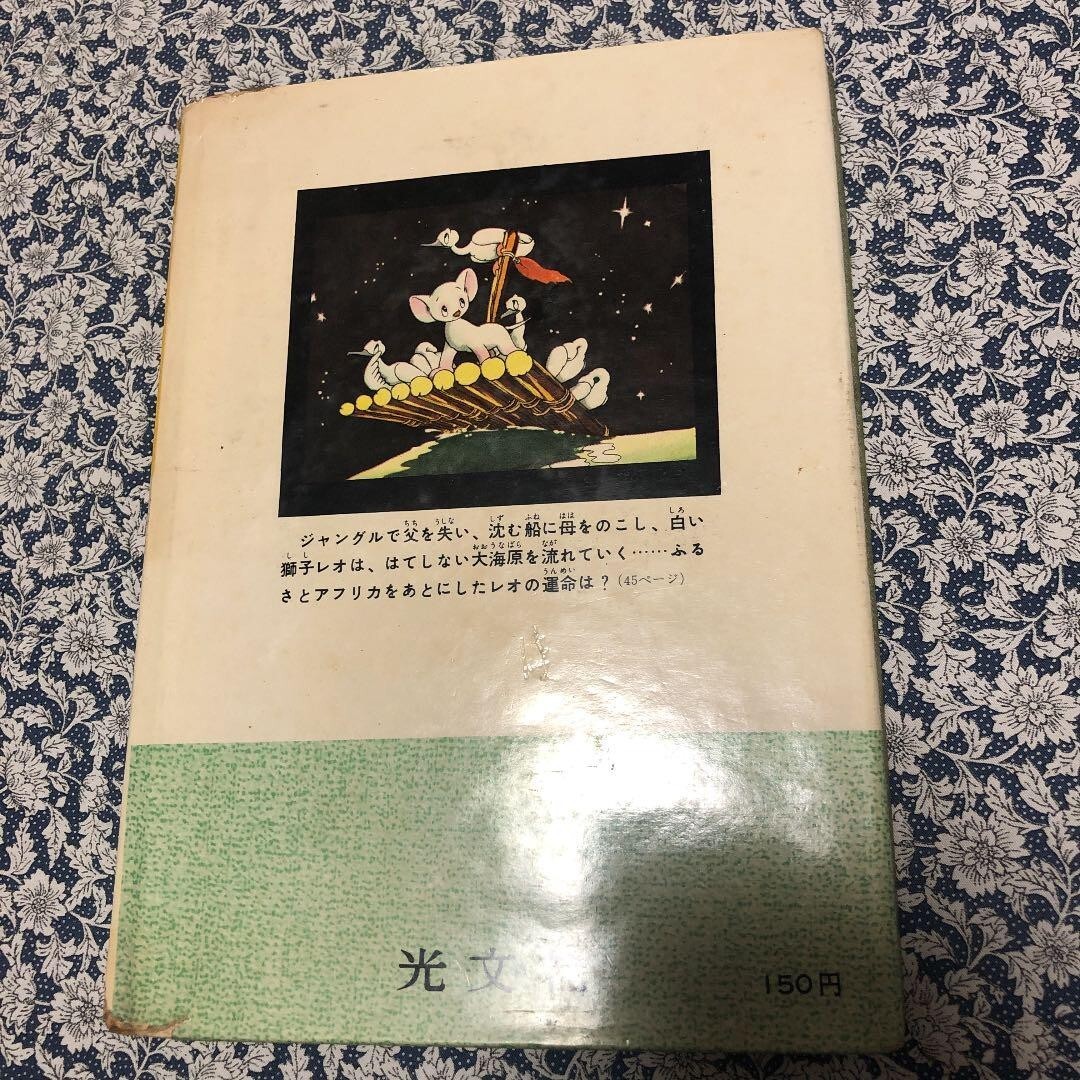 ジャングルで父を失い、沈む船に母をのこし、白い
獅子レオは、はてしない大海原を流れていく……ふる
さとアフリカをあとにしたレオの運命は？（45ページ）
光文社
150円